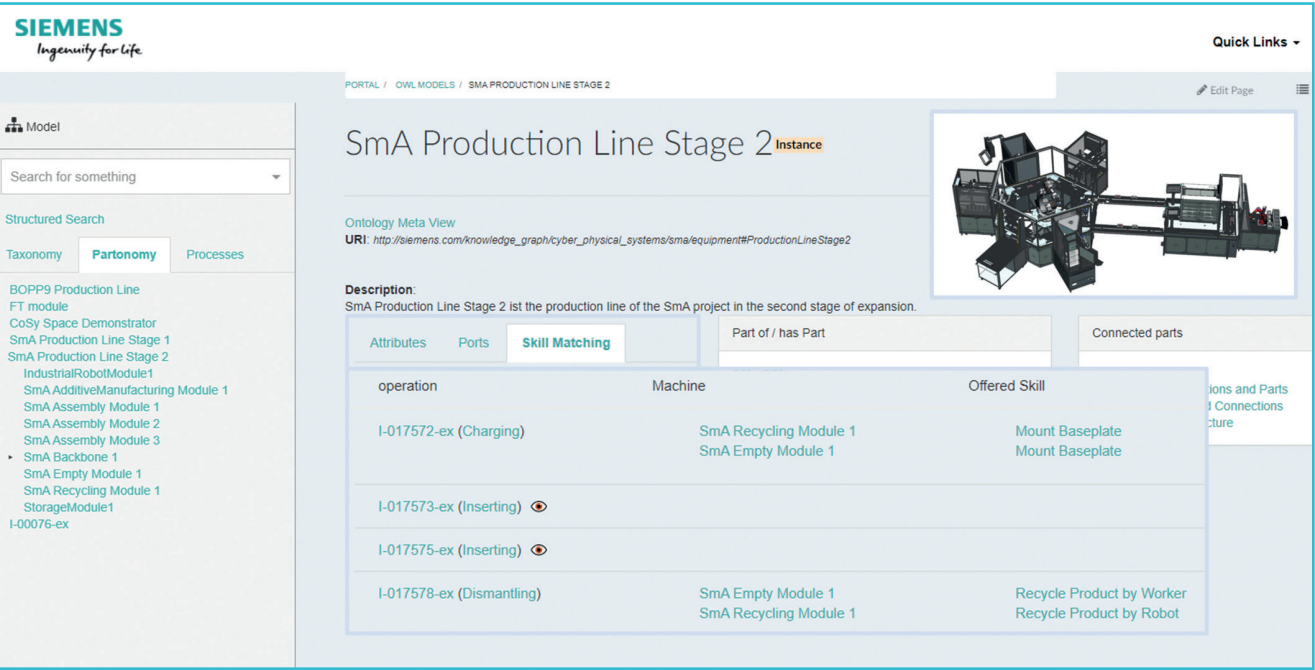 SIEMENS
Ingenuity for life
Quick Links
PORTAL / OWL MODELS / SMA PRODUCTION LINE STAGE 2
Edit Page
Model
Search for something
Structured Search
Taxonomy Partonomy Processes
BOPP9 Production Line
FT module
CoSy Space Demonstrator
SmA Production Line Stage 1
SmA Production Line Stage 2
IndustrialRobotModule1
SmA AdditiveManufacturing Module 1
SmA Assembly Module 1
SmA Assembly Module 2
SmA Assembly Module 3
SmA Backbone 1
SmA Empty Module 1
SmA Recycling Module 1
StorageModule1
I-00076-ex
SmA Production Line Stage 2 Instance
Ontology Meta View
URI: http://siemens.com/knowledge_graph/cyber_physical_systems/sma/equipment#ProductionLineStage2
Description:
SmA Production Line Stage 2 ist the production line of the SmA project in the second stage of expansion.
Attributes Ports Skill Matching
Part of / has Part
Connected parts
ions and Parts
Connections
cture
operation Machine Offered Skill
I-017572-ex (Charging) SmA Recycling Module 1 Mount Baseplate
SmA Empty Module 1 Mount Baseplate
I-017573-ex (Inserting)
I-017575-ex (Inserting)
I-017578-ex (Dismantling) SmA Empty Module 1 Recycle Product by Worker
SmA Recycling Module 1 Recycle Product by Robot